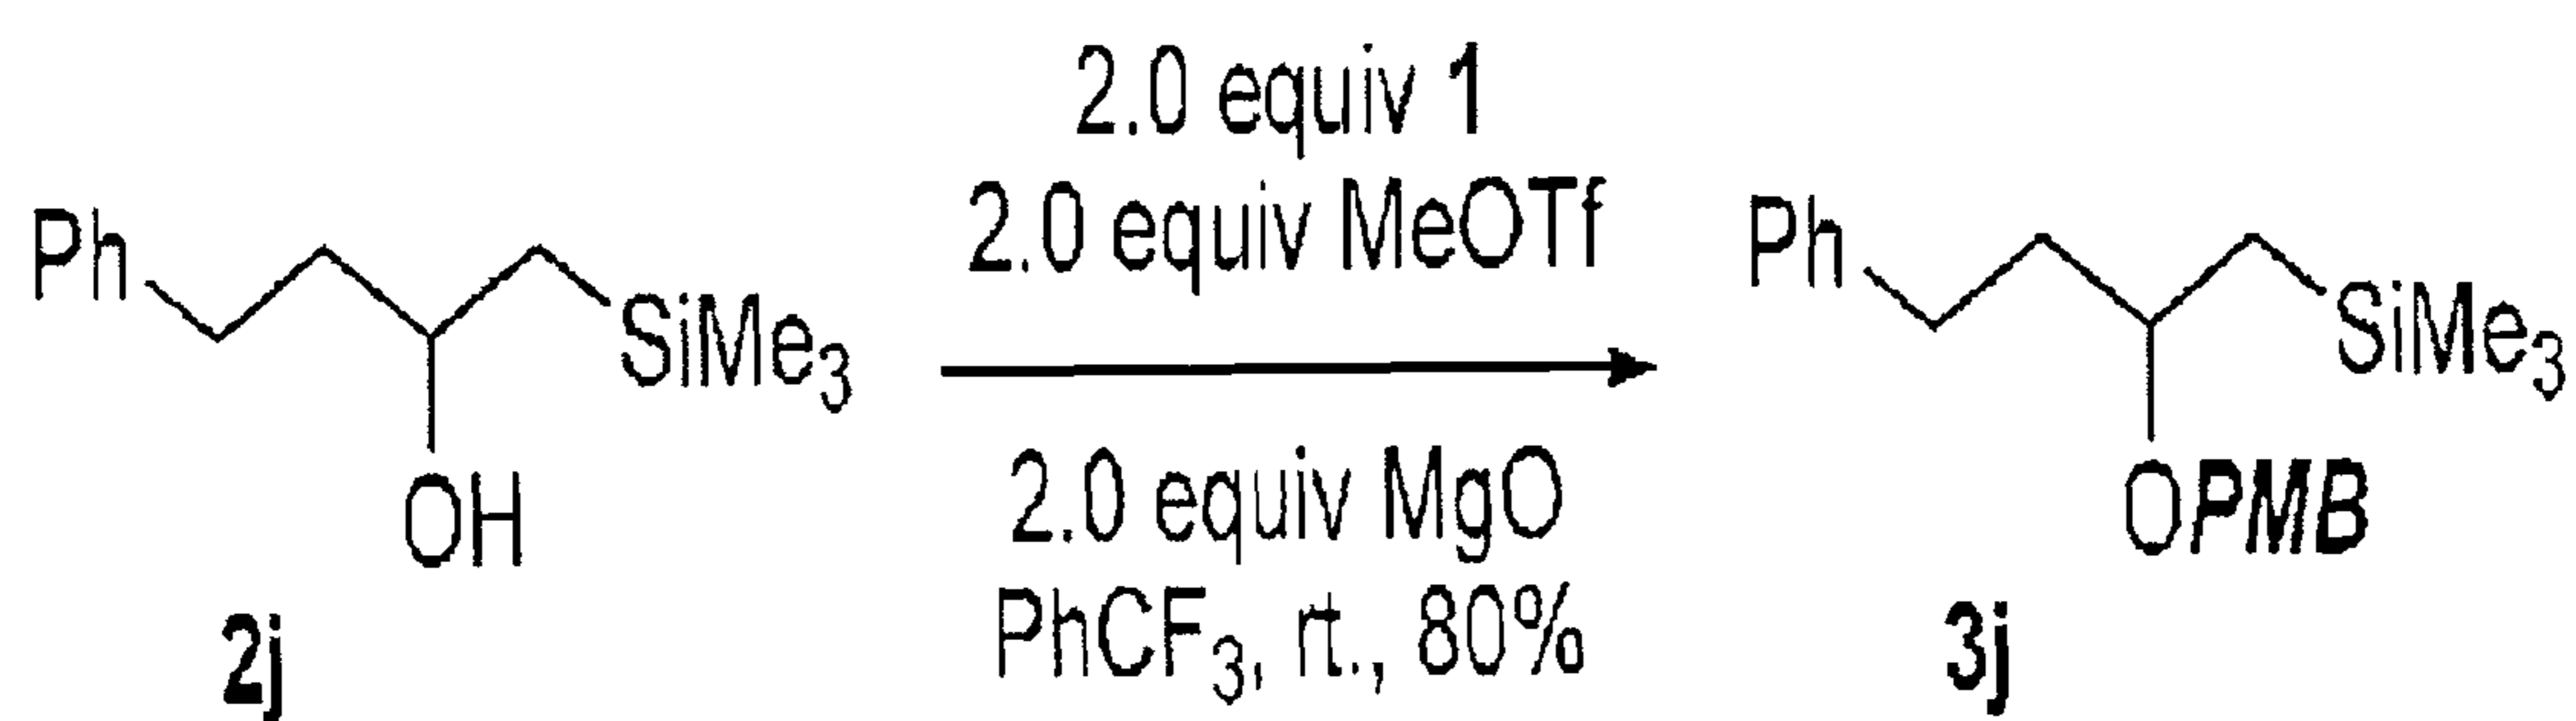 2.0 equiv 1
2.0 equiv MeOTf
Ph
SiMe3
OH
2j
2.0 equiv MgO
PhCF3, rt., 80%
Ph
SiMe3
OPMB
3j